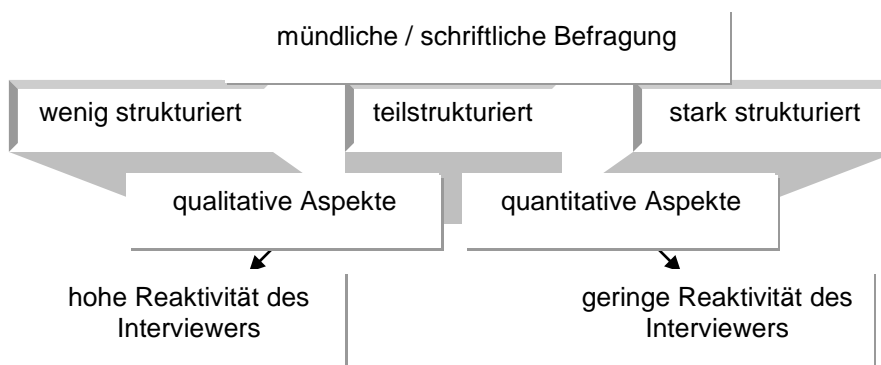 mündliche / schriftliche Befragung
wenig strukturiert
teilstrukturiert
stark strukturiert
qualitative Aspekte
quantitative Aspekte
hohe Reaktivität des
Interviewers
geringe Reaktivität des
Interviewers